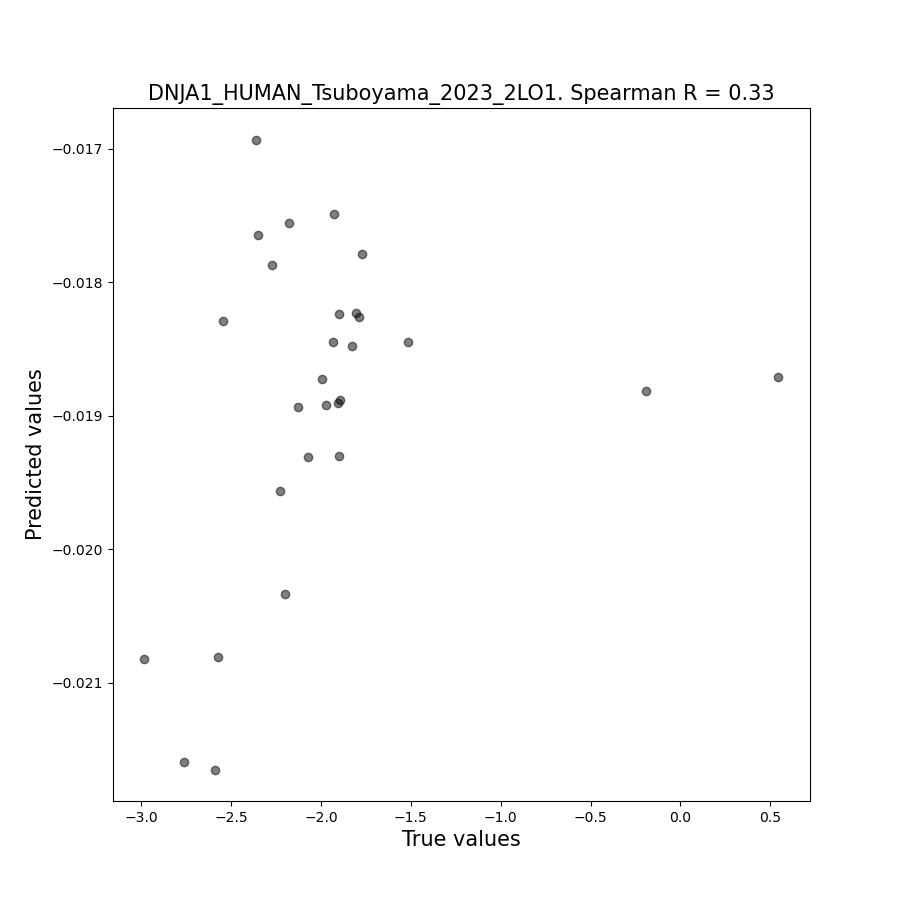 DNJA1_HUMAN_Tsuboyama_2023_2LO1. Spearman R = 0.33
Predicted values
−0.017
−0.018
−0.019
−0.020
−0.021
−3.0 −2.5 −2.0 −1.5 −1.0 −0.5 0.0 0.5
True values